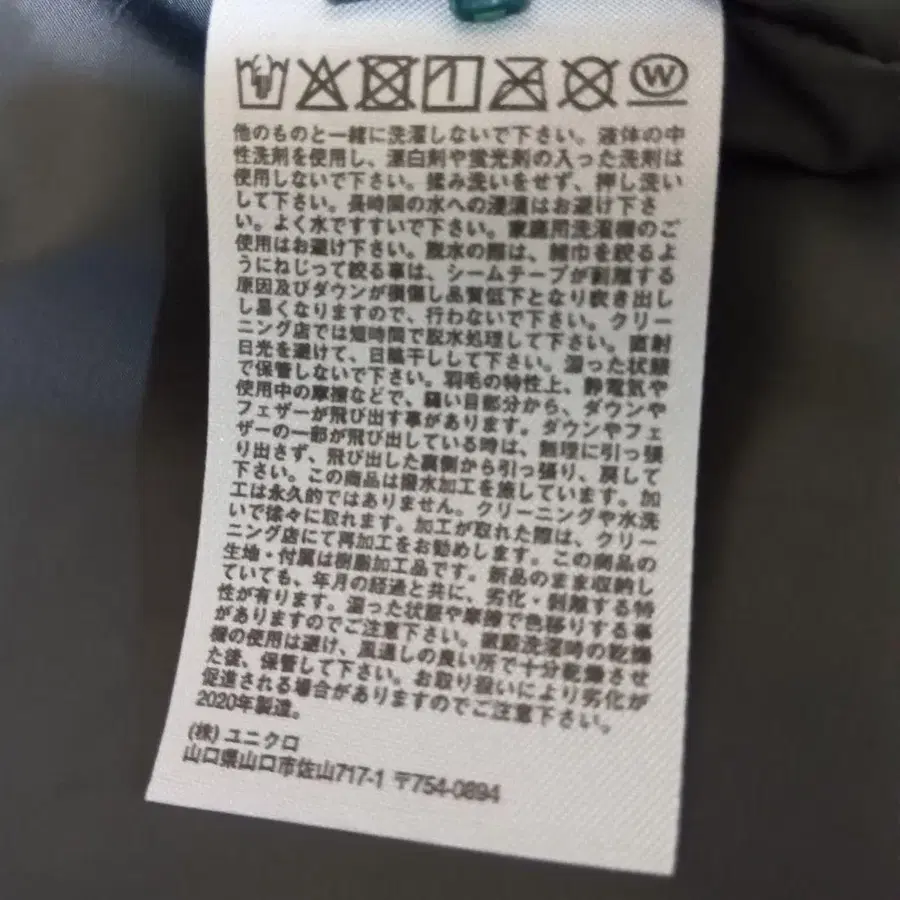 W
他のものと一緒に洗濯しないで下さい。液体の中
性洗剤を使用し、漂白剤や蛍光剤の入った洗剤は
使用しないで下さい。揉み洗いをせず、押し洗い
して下さい。長時間の水への浸漬はお避け下さ
い。よく水ですすいで下さい。家庭用洗濯機のご
使用はお避け下さい。脱水の際は、雑巾を絞るよ
うにねじって絞る事は、シームテープが剥離する
原因及びダウンが損傷し品質低下となり吹き出し
し易くなりますので、行わないで下さい。クリー
ニング店では短時間で脱水処理して下さい。直射
日光を避けて、日陰干しして下さい。湿った状態
で保管しないで下さい。羽毛の特性上、静電気や
使用中の摩擦などで、縫い目部分から、ダウンや
フェザーが飛び出す事があります。ダウンやフェ
ザーの一部が飛び出している時は、無理に引っ張
り出さず、飛び出した裏側から引っ張り、戻して
下さい。この商品は撥水加工を施しています。加
工は永久的ではありません。クリーニングや水洗
いで徐々に取れます。加工が取れた際は、クリー
ニング店にて再加工をお勧めします。この商品の
生地・付属は樹脂加工品です。新品のまま収納し
ていても、年月の経過と共に、劣化・剥離する特
性が有ります。湿った状態や摩擦で色移りする事
がありますのでご注意下さい。家庭洗濯時の乾燥
機の使用は避け、風通しの良い所で十分乾燥させ
た後、保管して下さい。お取り扱いにより劣化が
促進される場合がありますのでご注意下さい。
2020年製造。
(株) ユニクロ
山口県山口市佐山717-1 〒754-0894